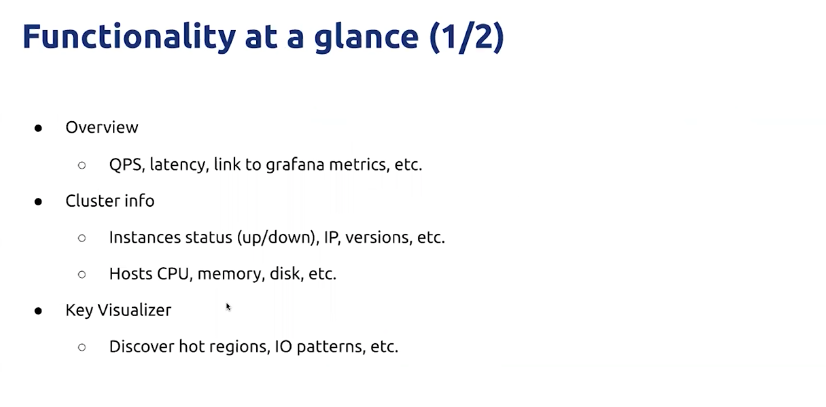 Functionality at a glance (1/2)
● Overview
○ QPS, latency, link to grafana metrics, etc.
● Cluster info
○ Instances status (up/down), IP, versions, etc.
○ Hosts CPU, memory, disk, etc.
● Key Visualizer
○ Discover hot regions, IO patterns, etc.